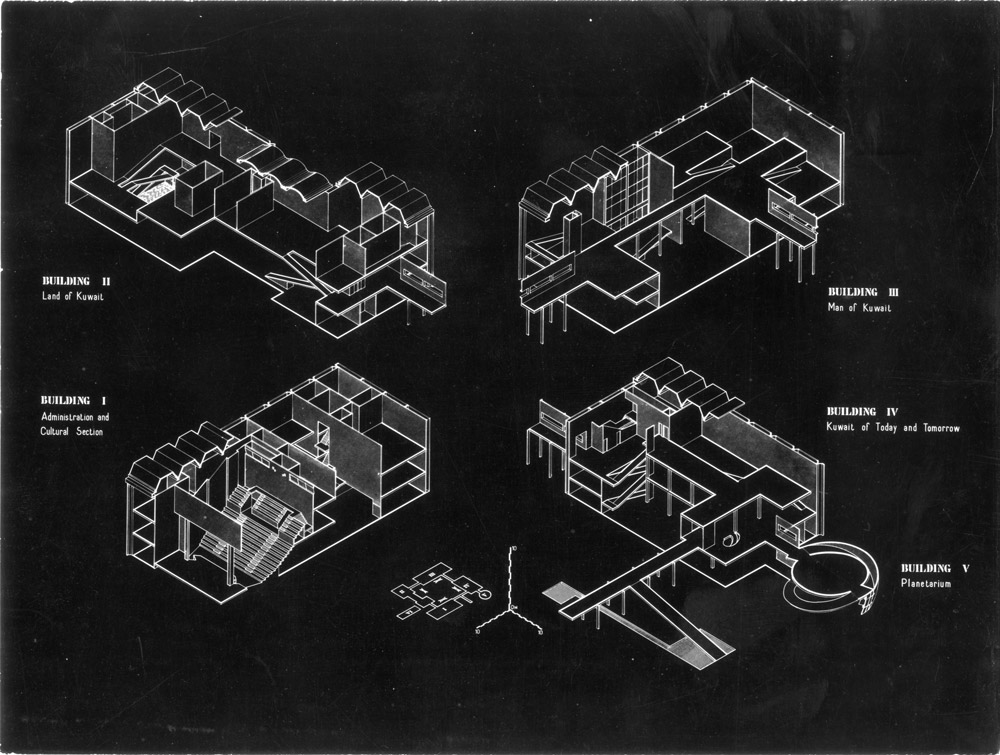 BUILDING II
Land of Kuwait
BUILDING III
Man of Kuwait
BUILDING I
Administration and
Cultural Section
BUILDING IV
Kuwait of Today and Tomorrow
BUILDING V
Planetarium